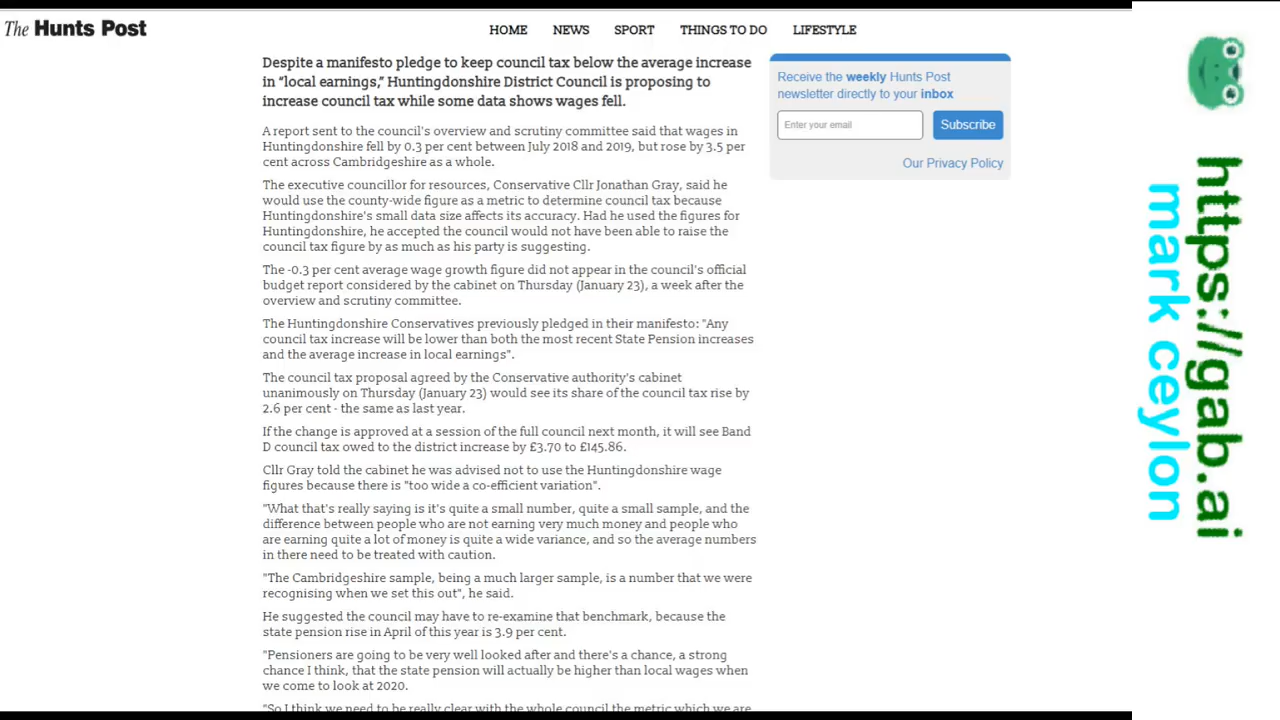 The Hunts Post
HOME NEWS SPORT THINGS TO DO LIFESTYLE
Despite a manifesto pledge to keep council tax below the average increase
in “local earnings,” Huntingdonshire District Council is proposing to
increase council tax while some data shows wages fell.
A report sent to the council's overview and scrutiny committee said that wages in
Huntingdonshire fell by 0.3 per cent between July 2018 and 2019, but rose by 3.5 per
cent across Cambridgeshire as a whole.
The executive councillor for resources, Conservative Cllr Jonathan Gray, said he
would use the county-wide figure as a metric to determine council tax because
Huntingdonshire's small data size affects its accuracy. Had he used the figures for
Huntingdonshire, he accepted the council would not have been able to raise the
council tax figure by as much as his party is suggesting.
The -0.3 per cent average wage growth figure did not appear in the council's official
budget report considered by the cabinet on Thursday (January 23), a week after the
overview and scrutiny committee.
The Huntingdonshire Conservatives previously pledged in their manifesto: "Any
council tax increase will be lower than both the most recent State Pension increases
and the average increase in local earnings".
The council tax proposal agreed by the Conservative authority's cabinet
unanimously on Thursday (January 23) would see its share of the council tax rise by
2.6 per cent - the same as last year.
If the change is approved at a session of the full council next month, it will see Band
D council tax owed to the district increase by £3.70 to £145.86.
Cllr Gray told the cabinet he was advised not to use the Huntingdonshire wage
figures because there is "too wide a co-efficient variation".
"What that's really saying is it's quite a small number, quite a small sample, and the
difference between people who are not earning very much money and people who
are earning quite a lot of money is quite a wide variance, and so the average numbers
in there need to be treated with caution.
"The Cambridgeshire sample, being a much larger sample, is a number that we were
recognising when we set this out", he said.
He suggested the council may have to re-examine that benchmark, because the
state pension rise in April of this year is 3.9 per cent.
"Pensioners are going to be very well looked after and there's a chance, a strong
chance I think, that the state pension will actually be higher than local wages when
we come to look at 2020.
"So I think we need to be really clear with the whole council the metric which we are
Receive the weekly Hunts Post
newsletter directly to your inbox
Enter your email
Subscribe
Our Privacy Policy
https://gab.ai
mark ceylon